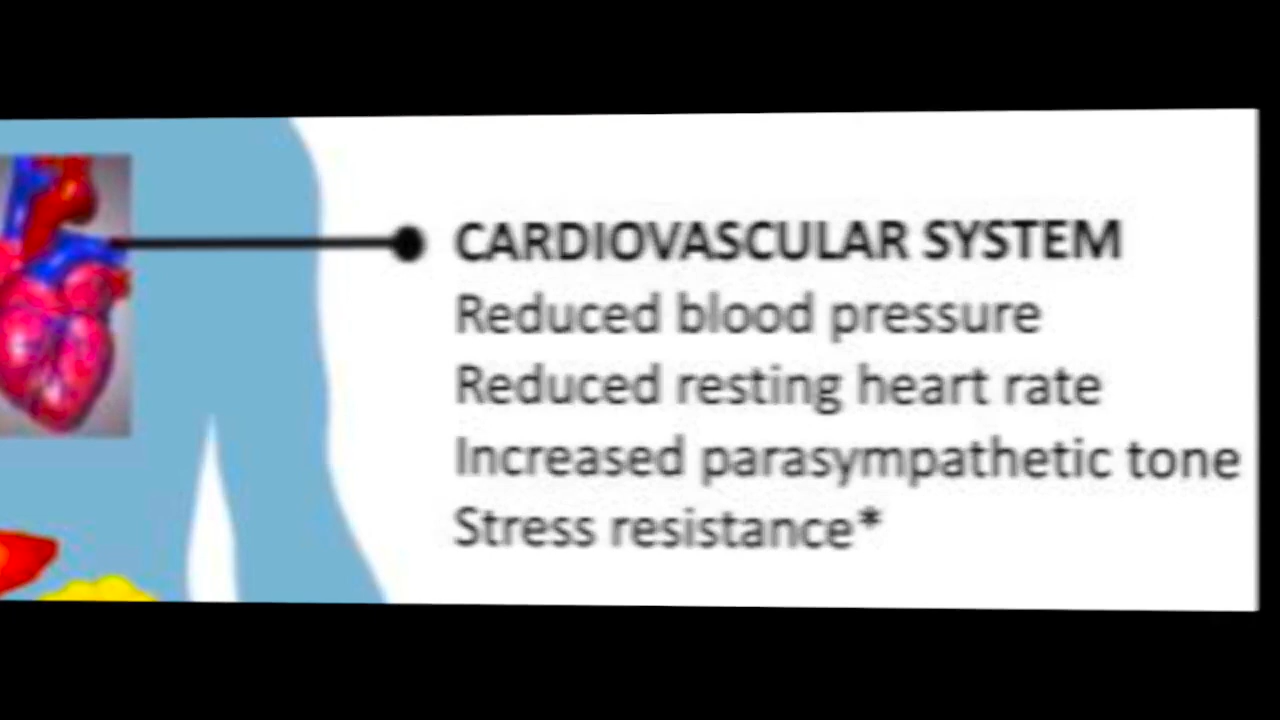 CARDIOVASCULAR SYSTEM
Reduced blood pressure
Reduced resting heart rate
Increased parasympathetic tone
Stress resistance*